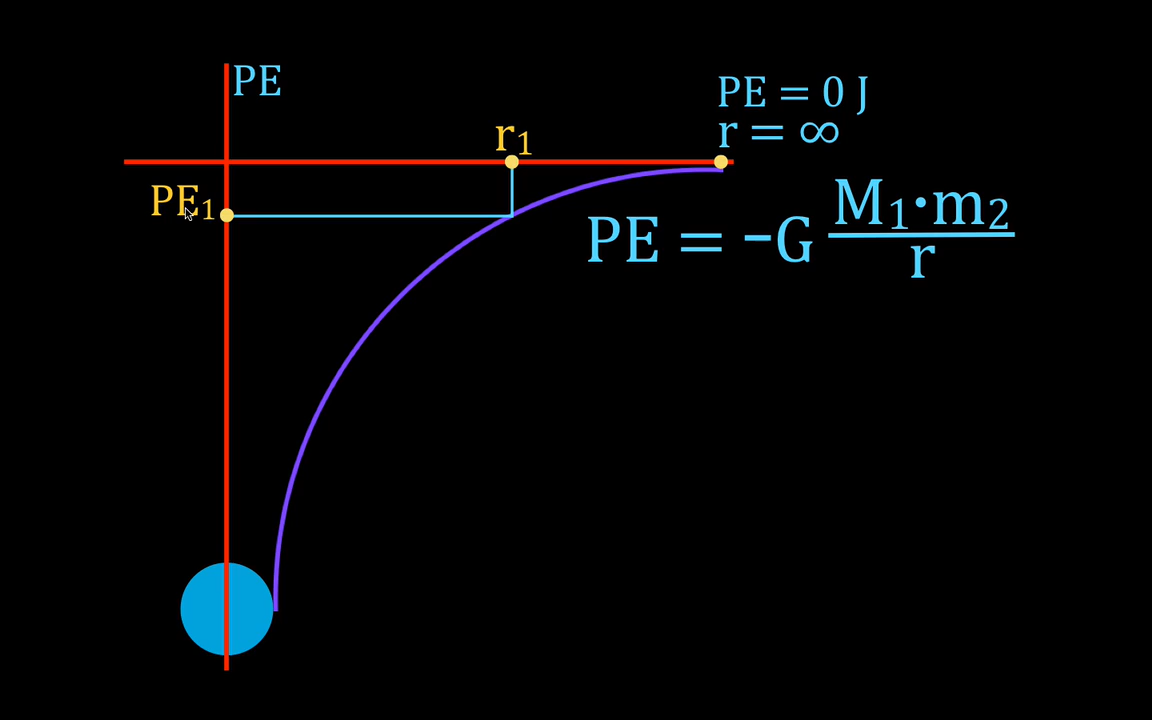 PE
PE = 0 J
r = ∞
r₁
PE₁
PE = -G M₁·m₂
r